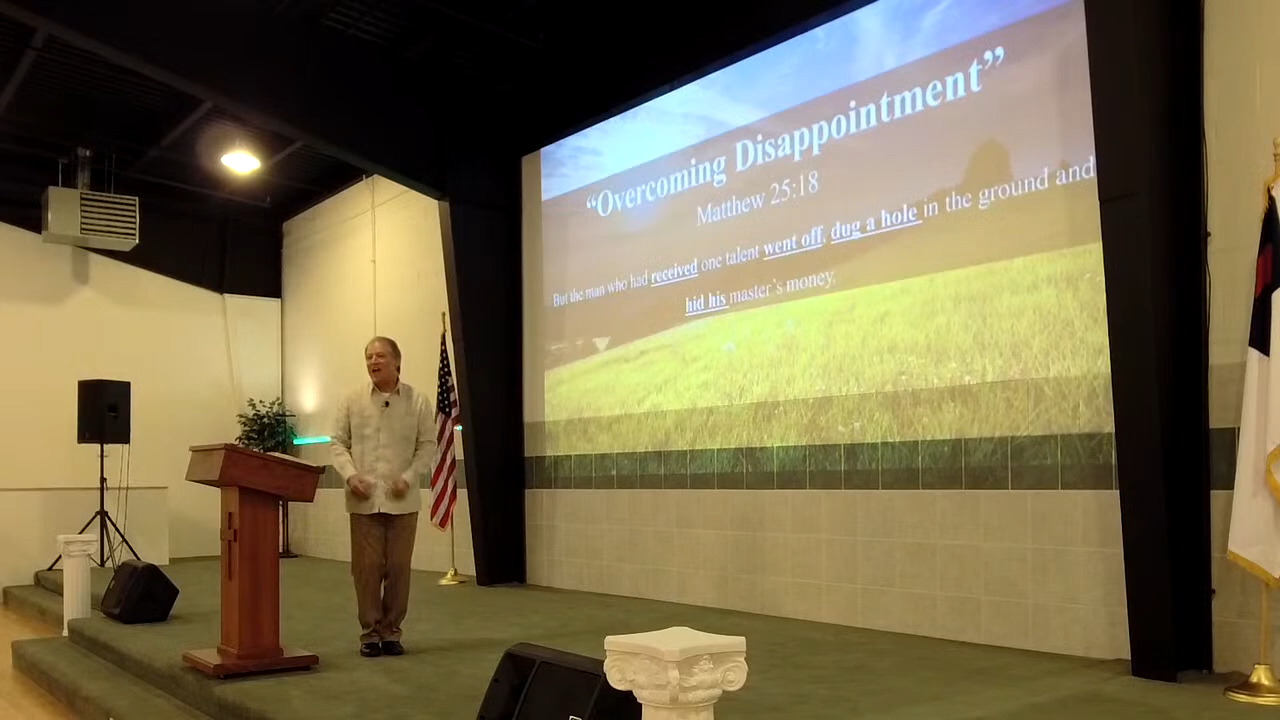 “Overcoming Disappointment”
Matthew 25:18
But the man who had received one talent went off, dug a hole in the ground and
hid his master’s money.